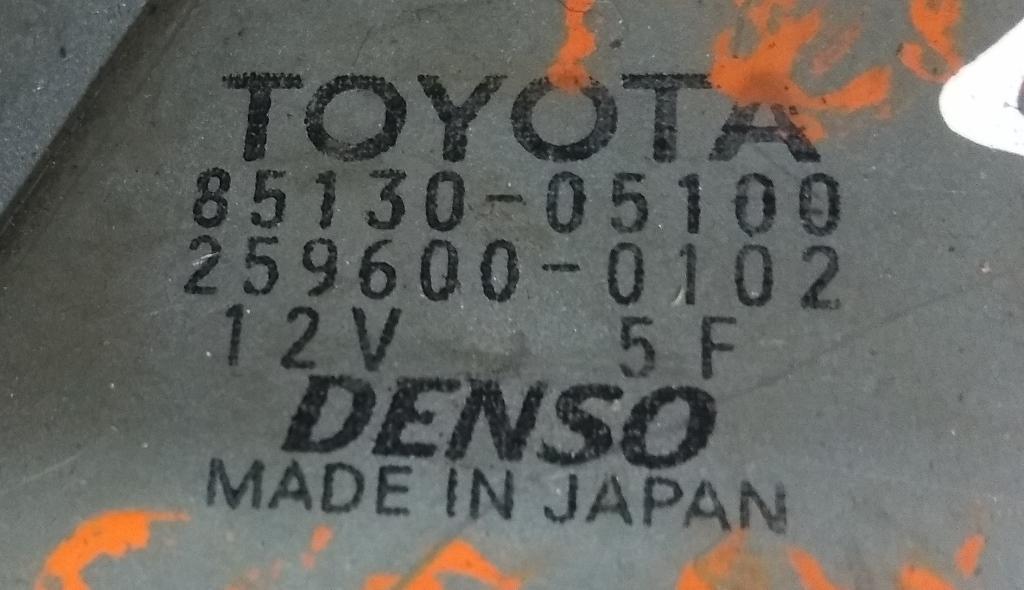 TOYOTA
85130-05100
259600-0102
12V 5F
DENSO
MADE IN JAPAN